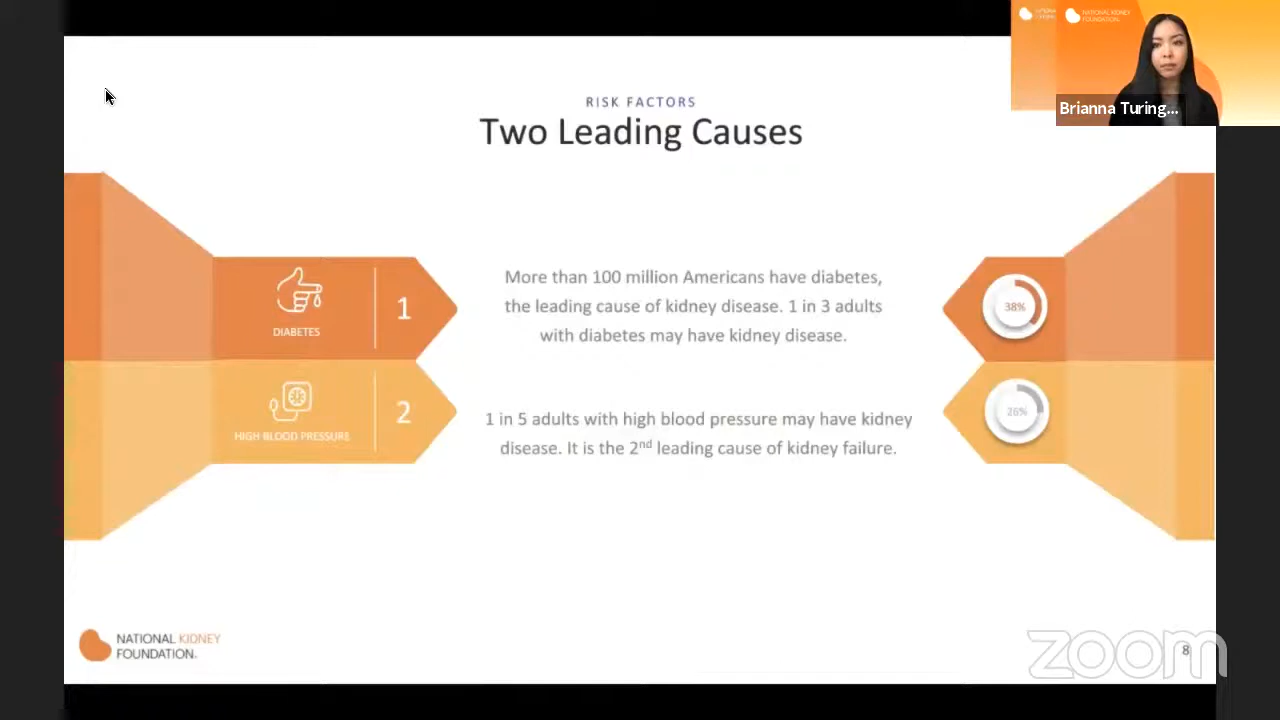 NATIONAL KIDNEY
FOUNDATION
Brianna Turing...
RISK FACTORS
Two Leading Causes
DIABETES
1
More than 100 million Americans have diabetes,
the leading cause of kidney disease. 1 in 3 adults
with diabetes may have kidney disease.
38%
HIGH BLOOD PRESSURE
2
1 in 5 adults with high blood pressure may have kidney
disease. It is the 2nd leading cause of kidney failure.
26%
NATIONAL KIDNEY
FOUNDATION.
zoom
8